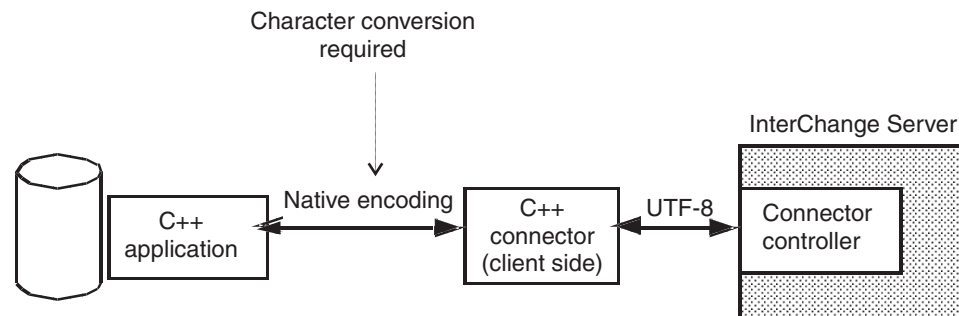 Character conversion
required
InterChange Server
C++
application
Native encoding
C++
connector
(client side)
UTF-8
Connector
controller